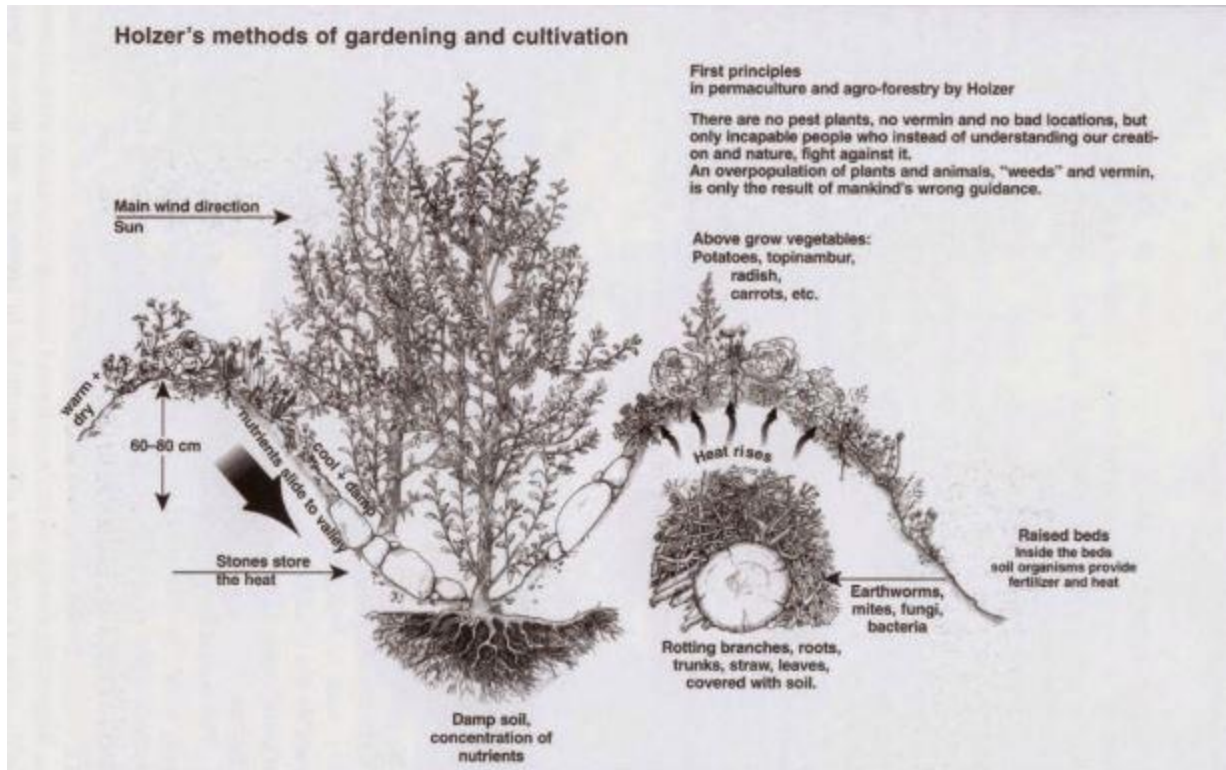 Holzer's methods of gardening and cultivation
First principles
in permaculture and agro-forestry by Holzer
There are no pest plants, no vermin and no bad locations, but
only incapable people who instead of understanding our creati-
on and nature, fight against it.
An overpopulation of plants and animals, "weeds" and vermin,
is only the result of mankind's wrong guidance.
Main wind direction
Sun
Above grow vegetables:
Potatoes, topinambur,
radish,
carrots, etc.
warm +
dry
60–80 cm
nutrients slide to valley
cool + damp
Heat rises
Stones store
the heat
Raised beds
Inside the beds
soil organisms provide
fertilizer and heat
Earthworms,
mites, fungi,
bacteria
Rotting branches, roots,
trunks, straw, leaves,
covered with soil.
Damp soil,
concentration of
nutrients